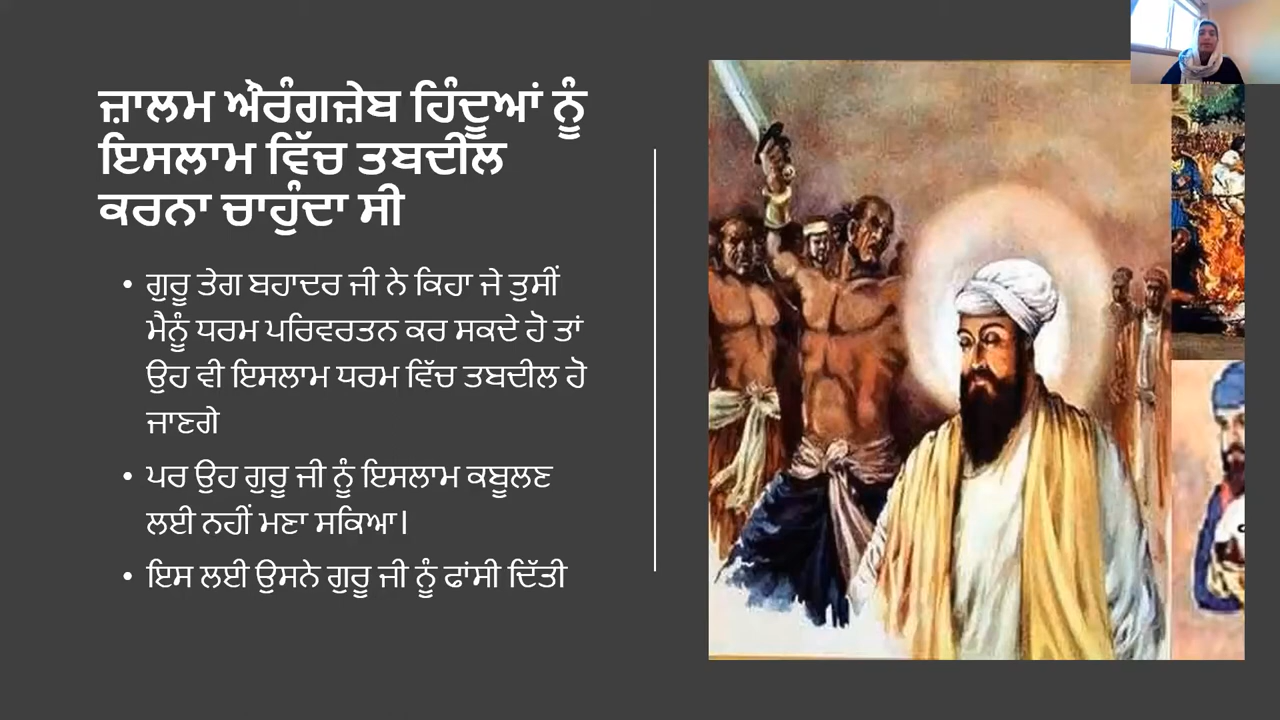 ਜ਼ਾਲਮ ਔਰੰਗਜ਼ੇਬ ਹਿੰਦੂਆਂ ਨੂੰ
ਇਸਲਾਮ ਵਿੱਚ ਤਬਦੀਲ
ਕਰਨਾ ਚਾਹੁੰਦਾ ਸੀ
• ਗੁਰੂ ਤੇਗ ਬਹਾਦਰ ਜੀ ਨੇ ਕਿਹਾ ਜੇ ਤੁਸੀਂ
ਮੈਨੂੰ ਧਰਮ ਪਰਿਵਰਤਨ ਕਰ ਸਕਦੇ ਹੋ ਤਾਂ
ਉਹ ਵੀ ਇਸਲਾਮ ਧਰਮ ਵਿੱਚ ਤਬਦੀਲ ਹੋ
ਜਾਣਗੇ
• ਪਰ ਉਹ ਗੁਰੂ ਜੀ ਨੂੰ ਇਸਲਾਮ ਕਬੂਲਣ
ਲਈ ਨਹੀਂ ਮਣਾ ਸਕਿਆ।
• ਇਸ ਲਈ ਉਸਨੇ ਗੁਰੂ ਜੀ ਨੂੰ ਫਾਂਸੀ ਦਿੱਤੀ